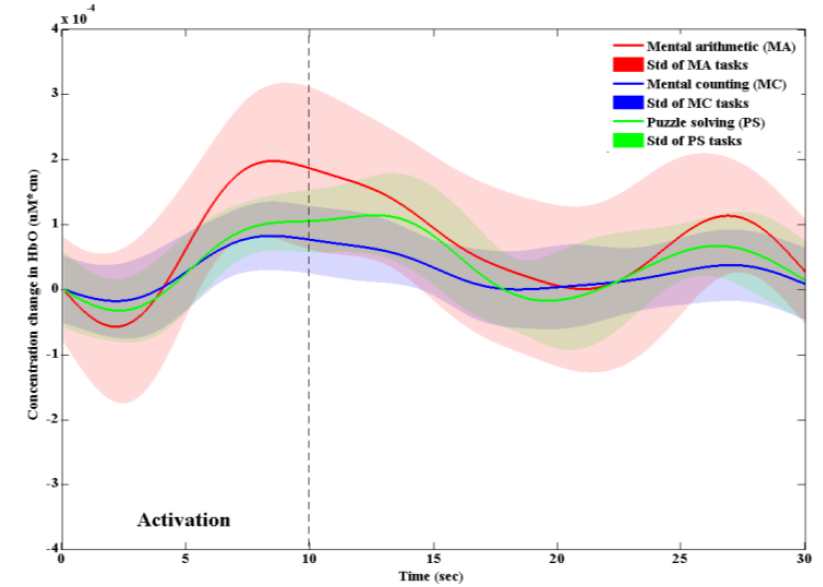 4 x 10^-4
Mental arithmetic (MA)
Std of MA tasks
Mental counting (MC)
Std of MC tasks
Puzzle solving (PS)
Std of PS tasks
3
2
1
0
-1
-2
-3
-4
Concentration change in HbO (uM*cm)
Activation
0 5 10 15 20 25 30
Time (sec)